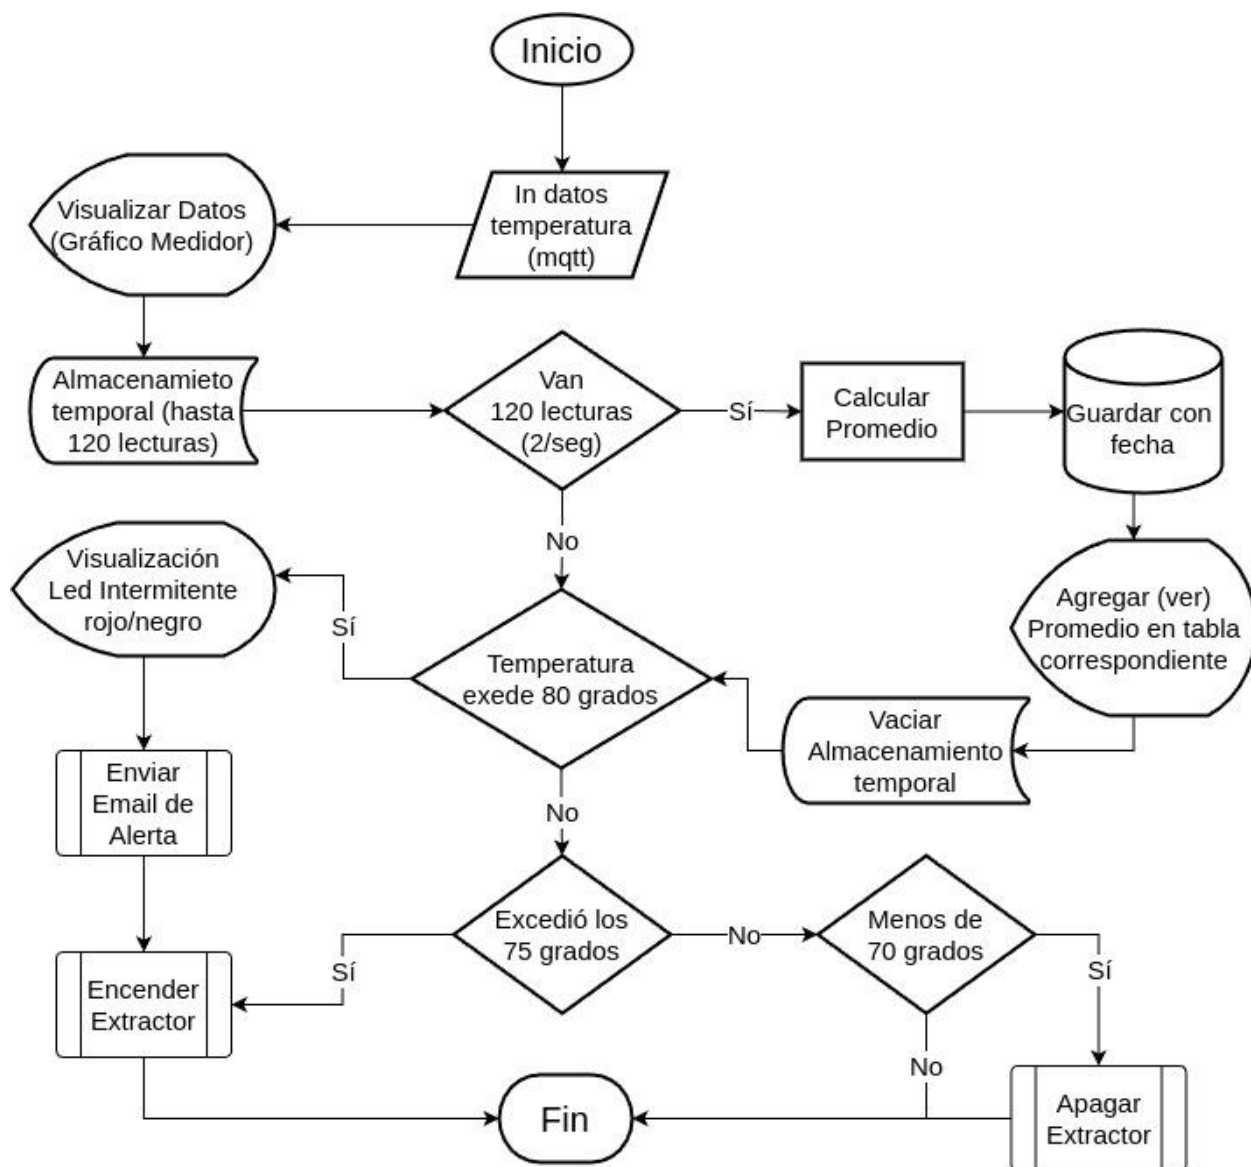 Inicio
In datos
temperatura
(mqtt)
Visualizar Datos
(Gráfico Medidor)
Almacenamieto
temporal (hasta
120 lecturas)
Van
120 lecturas
(2/seg)
Sí
Calcular
Promedio
Guardar con
fecha
No
Agregar (ver)
Promedio en tabla
correspondiente
Vaciar
Almacenamiento
temporal
Temperatura
exede 80 grados
Sí
Visualización
Led Intermitente
rojo/negro
Enviar
Email de
Alerta
No
Excedió los
75 grados
Sí
Encender
Extractor
No
Menos de
70 grados
Sí
No
Apagar
Extractor
Fin